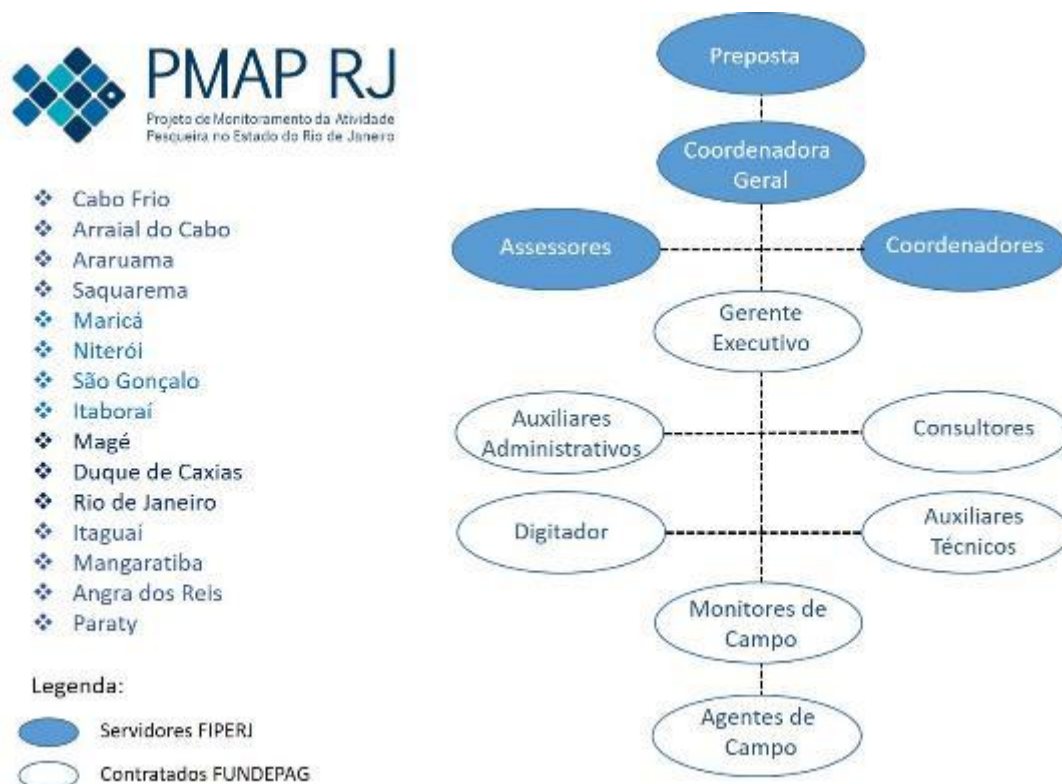 PMAP RJ
Projeto de Monitoramento da Atividade
Pesqueira no Estado do Rio de Janeiro
Cabo Frio
Arraial do Cabo
Araruama
Saquarema
Maricá
Niterói
São Gonçalo
Itaboraí
Magé
Duque de Caxias
Rio de Janeiro
Itaguaí
Mangaratiba
Angra dos Reis
Paraty
Legenda:
Servidores FIPERJ
Contratados FUNDEPAG
Preposta
Coordenadora
Geral
Assessores
Coordenadores
Gerente
Executivo
Auxiliares
Administrativos
Consultores
Digitador
Auxiliares
Técnicos
Monitores de
Campo
Agentes de
Campo